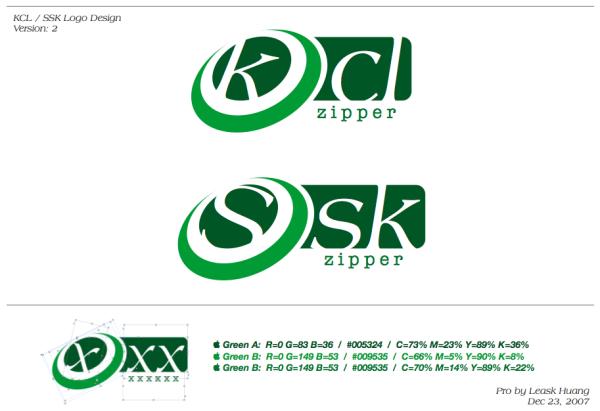 KCL / SSK Logo Design
Version: 2
Kcl
zipper
Ssk
zipper
x xx
xxxxxx
Green A: R=0 G=83 B=36 / #005324 / C=73% M=23% Y=89% K=36%
Green B: R=0 G=149 B=53 / #009535 / C=66% M=5% Y=90% K=8%
Green B: R=0 G=149 B=53 / #009535 / C=70% M=14% Y=89% K=22%
Pro by Leask Huang
Dec 23, 2007